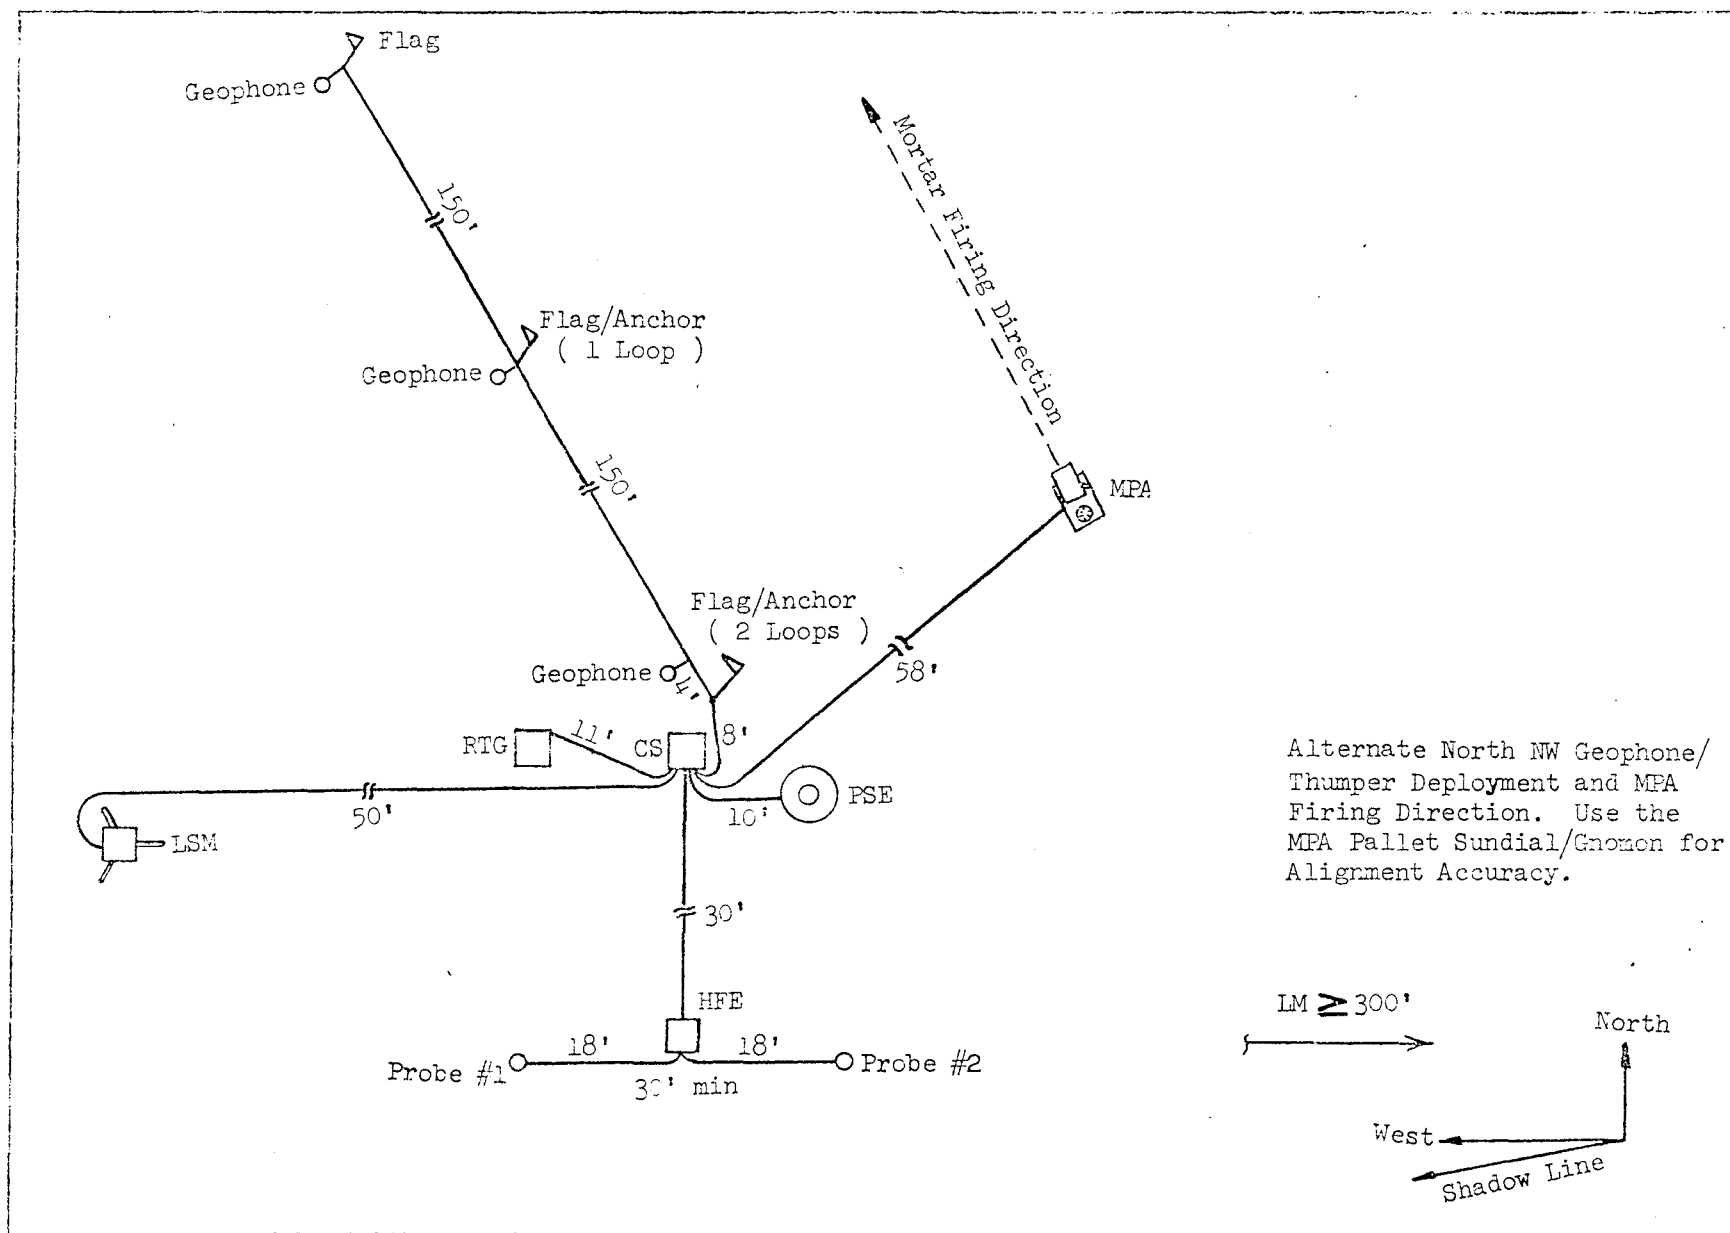 Flag
Geophone
Mortar Firing Direction
150'
Flag/Anchor
( 1 Loop )
Geophone
150'
MPA
Flag/Anchor
( 2 Loops )
58'
Geophone
4'
11'
8'
RTG
CS
PSE
10'
50'
LSM
Alternate North NW Geophone/
Thumper Deployment and MPA
Firing Direction. Use the
MPA Pallet Sundial/Gnomon for
Alignment Accuracy.
30'
HFE
LM ≥ 300'
North
18'
18'
Probe #1
Probe #2
30' min
West
Shadow Line